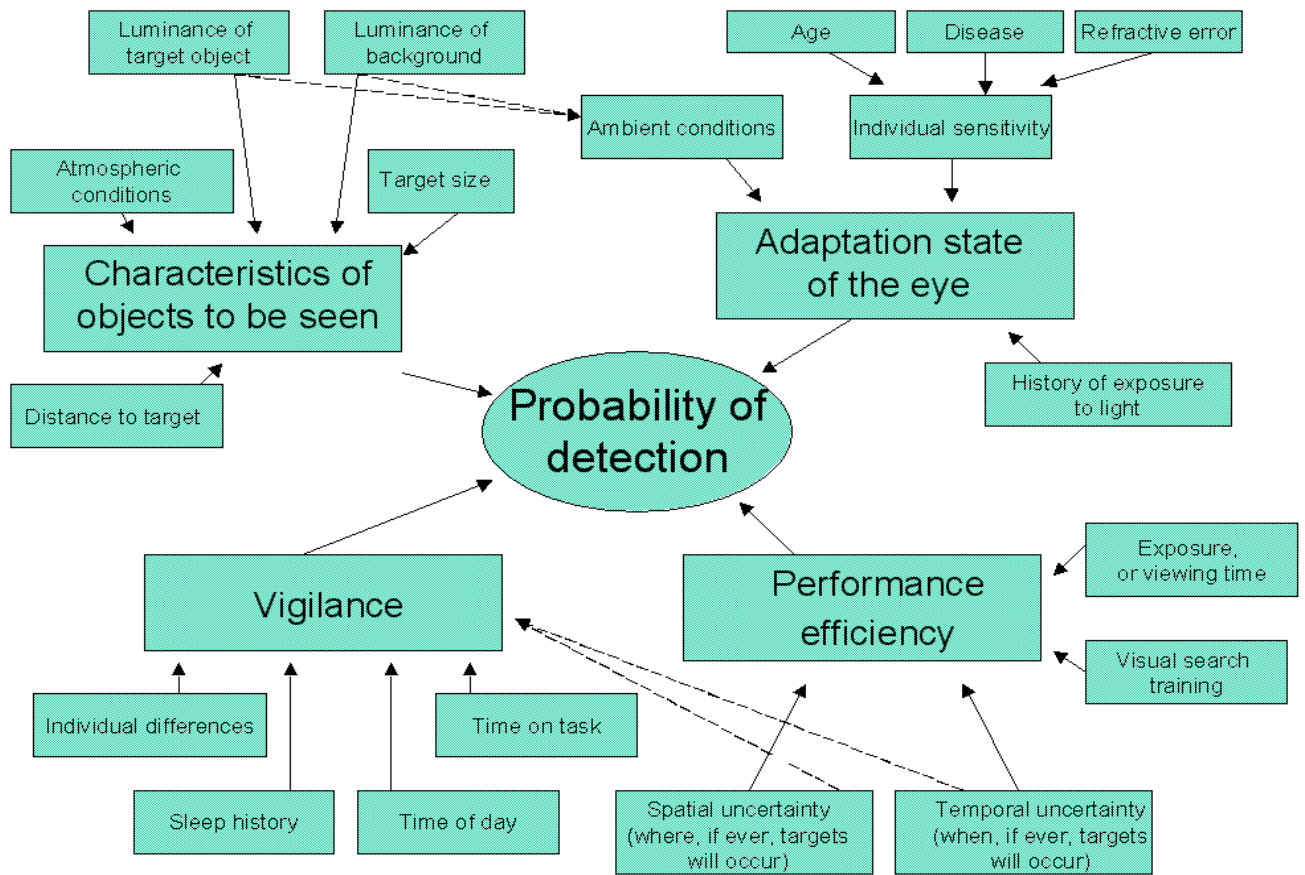 Luminance of
target object
Luminance of
background
Age
Disease
Refractive error
Ambient conditions
Individual sensitivity
Atmospheric
conditions
Target size
Adaptation state
of the eye
Characteristics of
objects to be seen
History of exposure
to light
Distance to target
Probability of
detection
Vigilance
Performance
efficiency
Exposure,
or viewing time
Visual search
training
Individual differences
Time on task
Sleep history
Time of day
Spatial uncertainty
(where, if ever, targets
will occur)
Temporal uncertainty
(when, if ever, targets
will occur)